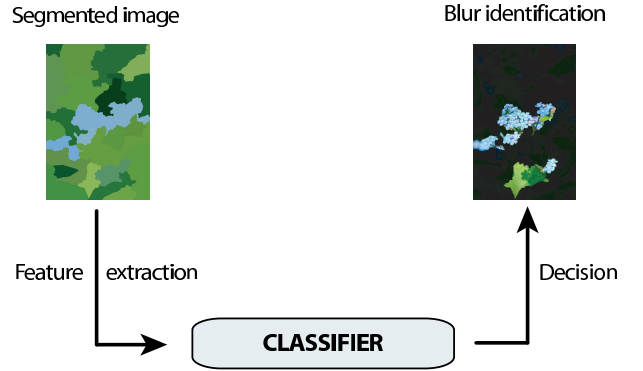 Segmented image
Blur identification
Feature extraction
Decision
CLASSIFIER